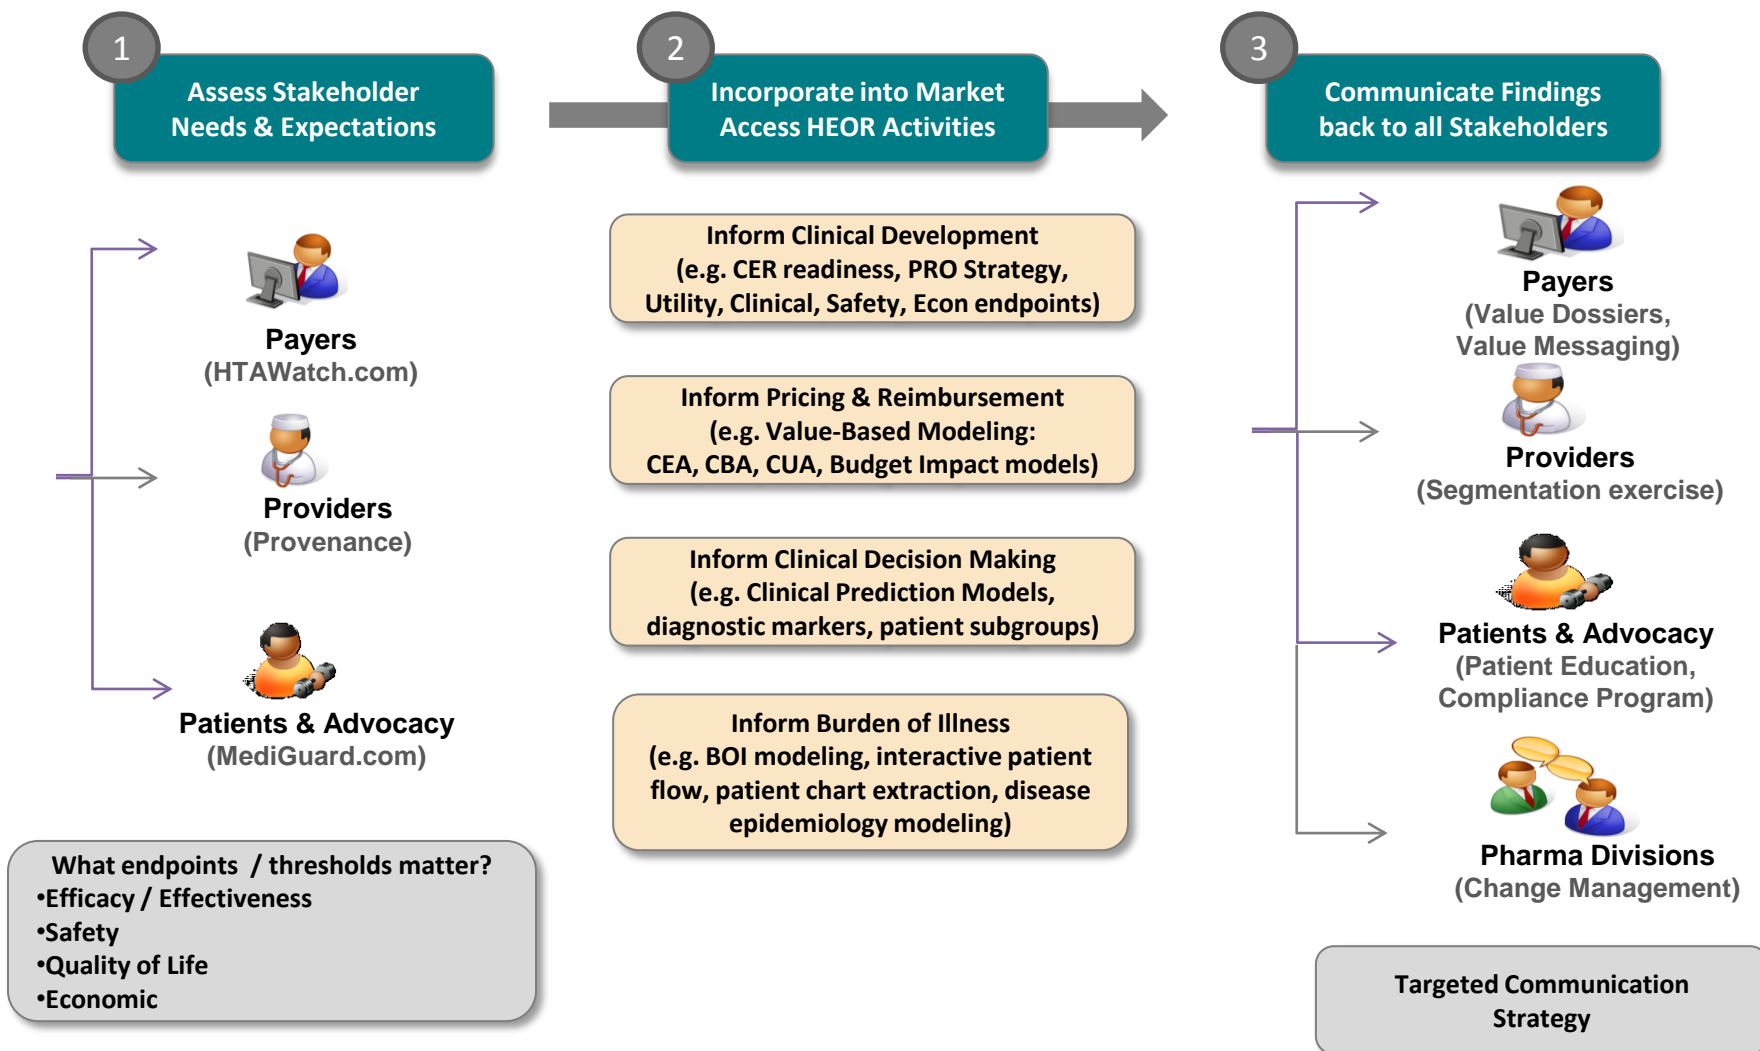 1
Assess Stakeholder
Needs & Expectations
Payers
(HTAWatch.com)
Providers
(Provenance)
Patients & Advocacy
(MediGuard.com)
What endpoints / thresholds matter?
•Efficacy / Effectiveness
•Safety
•Quality of Life
•Economic
2
Incorporate into Market
Access HEOR Activities
Inform Clinical Development
(e.g. CER readiness, PRO Strategy,
Utility, Clinical, Safety, Econ endpoints)
Inform Pricing & Reimbursement
(e.g. Value-Based Modeling:
CEA, CBA, CUA, Budget Impact models)
Inform Clinical Decision Making
(e.g. Clinical Prediction Models,
diagnostic markers, patient subgroups)
Inform Burden of Illness
(e.g. BOI modeling, interactive patient
flow, patient chart extraction, disease
epidemiology modeling)
3
Communicate Findings
back to all Stakeholders
Payers
(Value Dossiers,
Value Messaging)
Providers
(Segmentation exercise)
Patients & Advocacy
(Patient Education,
Compliance Program)
Pharma Divisions
(Change Management)
Targeted Communication
Strategy